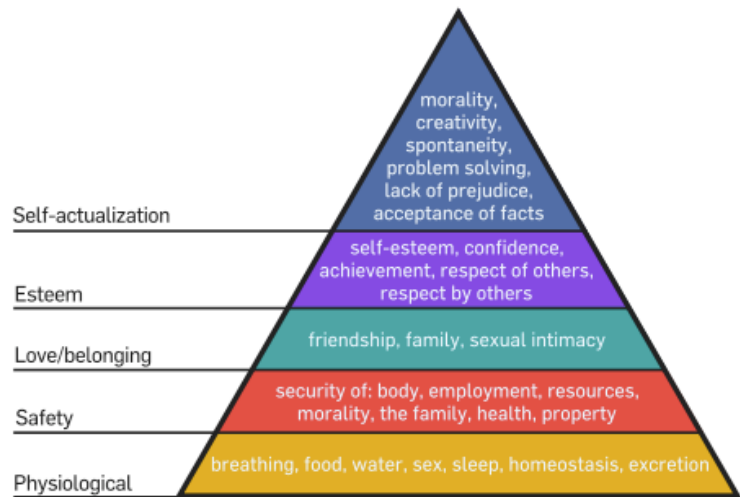 morality,
creativity,
spontaneity,
problem solving,
lack of prejudice,
acceptance of facts
Self-actualization
self-esteem, confidence,
achievement, respect of others,
respect by others
Esteem
friendship, family, sexual intimacy
Love/belonging
security of: body, employment, resources,
morality, the family, health, property
Safety
breathing, food, water, sex, sleep, homeostasis, excretion
Physiological